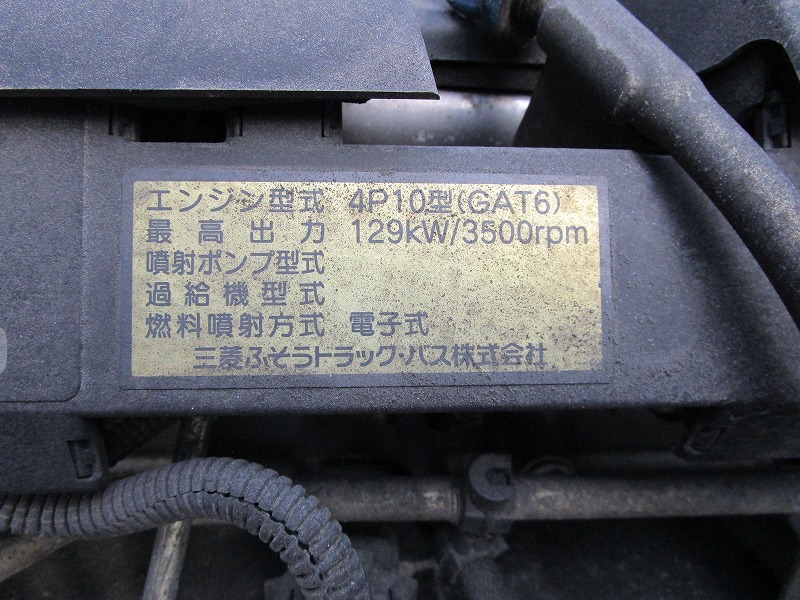 エンジン型式 4P10型(GAT6)
最高出力 129kW/3500rpm
噴射ポンプ型式
過給機型式
燃料噴射方式 電子式
三菱ふそうトラック・バス株式会社